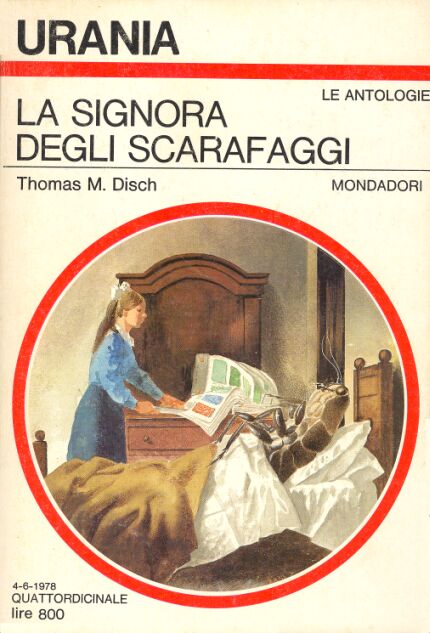 URANIA
LE ANTOLOGIE
LA SIGNORA
DEGLI SCARAFAGGI
Thomas M. Disch
MONDADORI
4-6-1978
QUATTORDICINALE
lire 800